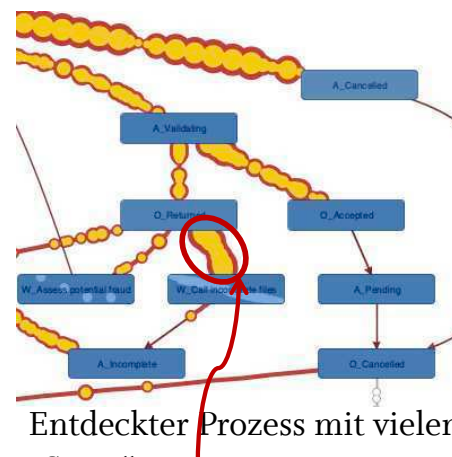 A_Cancelled
A_Validating
O_Returned
O_Accepted
W_Assess potential fraud
W_Call incomplete files
A_Pending
A_Incomplete
O_Cancelled
Entdeckter Prozess mit vielen